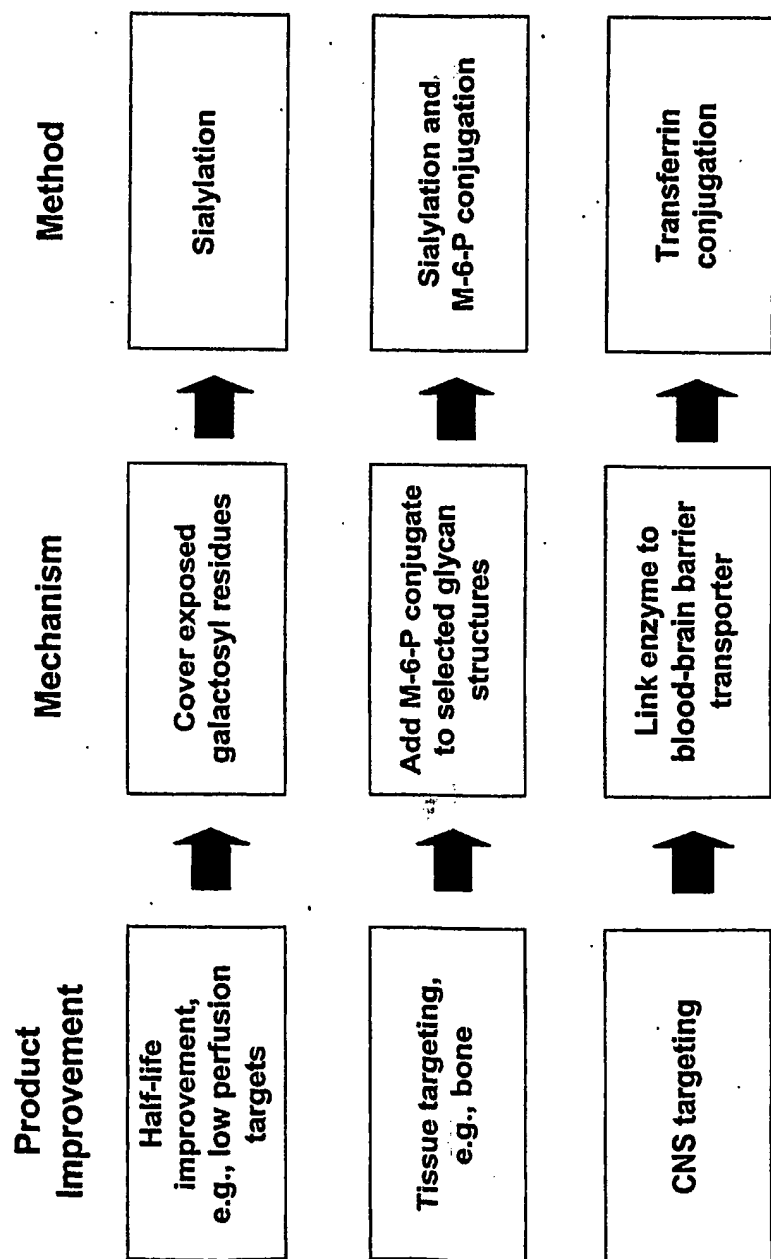 Product
Improvement
Mechanism
Method
Half-life
improvement,
e.g., low perfusion
targets
Cover exposed
galactosyl residues
Sialylation
Tissue targeting,
e.g., bone
Add M-6-P conjugate
to selected glycan
structures
Sialylation and
M-6-P conjugation
CNS targeting
Link enzyme to
blood-brain barrier
transporter
Transferrin
conjugation